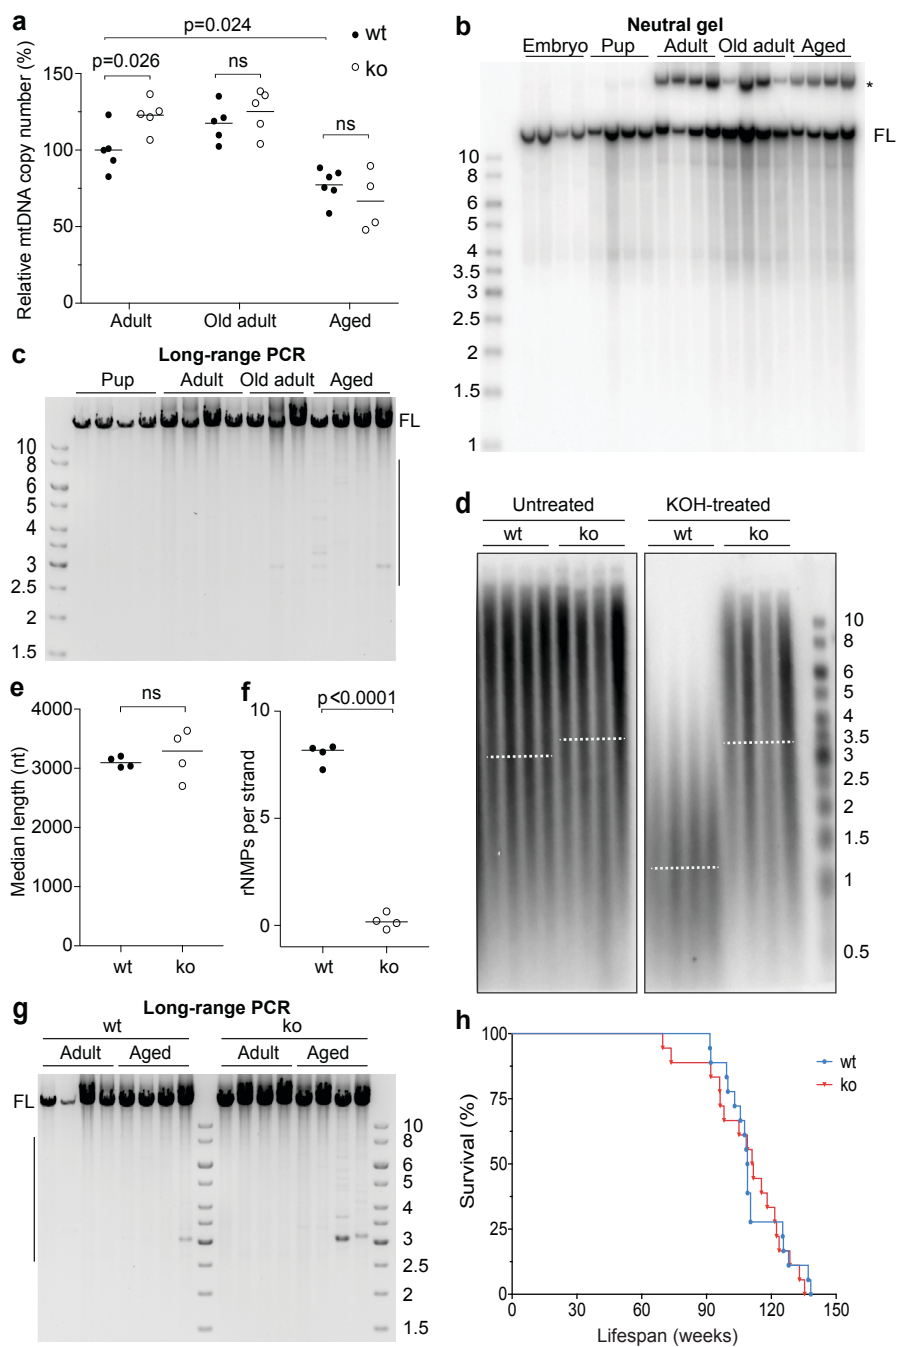 a
p=0.024
wt
ko
p=0.026
ns
ns
Relative mtDNA copy number (%)
150
100
50
0
Adult
Old adult
Aged
b
Neutral gel
Embryo
Pup
Adult
Old adult
Aged
*
FL
10
8
6
5
4
3.5
3
2.5
2
1.5
1
c
Long-range PCR
Pup
Adult
Old adult
Aged
FL
10
8
6
5
4
3
2.5
2
1.5
d
Untreated
KOH-treated
wt
ko
wt
ko
10
8
6
5
4
3.5
3
2.5
2
1.5
1
0.5
e
ns
Median length (nt)
4000
3000
2000
1000
0
wt
ko
f
p<0.0001
rNMPs per strand
10
5
0
wt
ko
g
Long-range PCR
wt
ko
Adult
Aged
Adult
Aged
FL
10
8
6
5
4
3
2.5
2
1.5
h
wt
ko
Survival (%)
100
75
50
25
0
0
30
60
90
120
150
Lifespan (weeks)